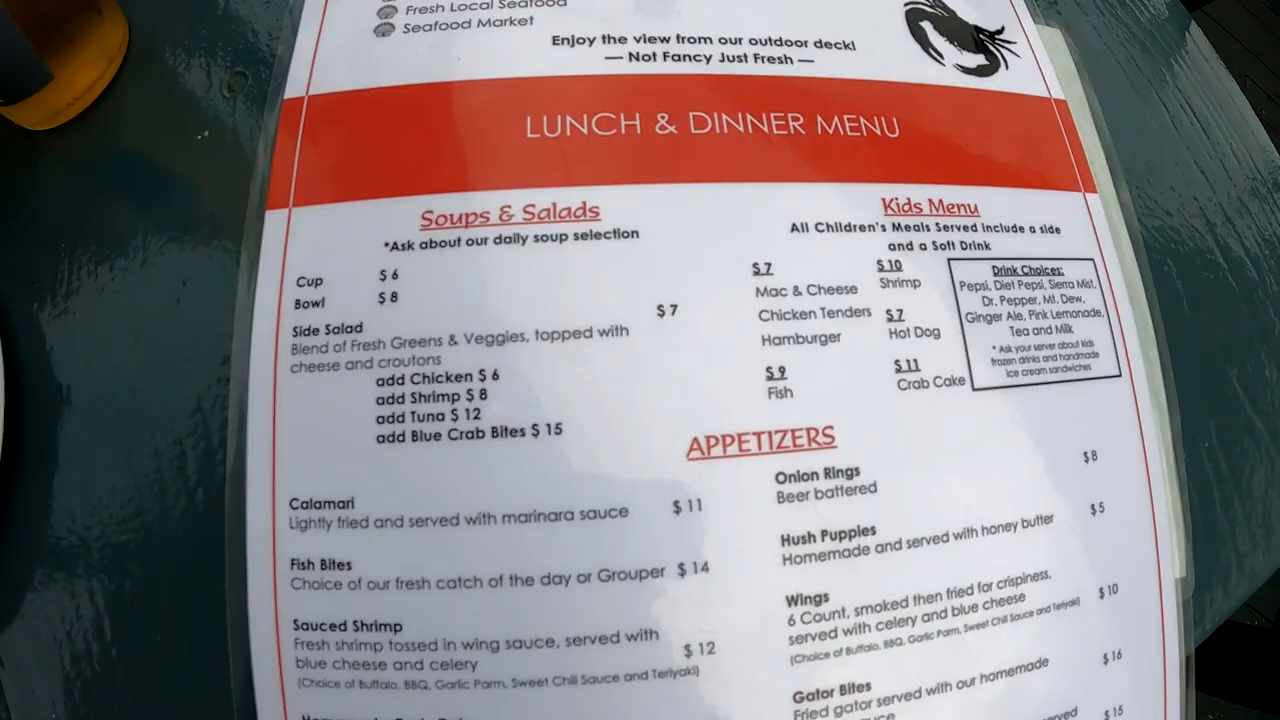 Fresh Local Seafood
Seafood Market
Enjoy the view from our outdoor deck!
— Not Fancy Just Fresh —
LUNCH & DINNER MENU
Soups & Salads
*Ask about our daily soup selection
Cup $ 6
Bowl $ 8
Side Salad $ 7
Blend of Fresh Greens & Veggies, topped with
cheese and croutons
add Chicken $ 6
add Shrimp $ 8
add Tuna $ 12
add Blue Crab Bites $ 15
Kids Menu
All Children's Meals Served include a side
and a Soft Drink
$ 7
Mac & Cheese
Chicken Tenders
Hamburger
$ 9
Fish
$ 10
Shrimp
$ 7
Hot Dog
$ 11
Crab Cake
Drink Choices:
Pepsi, Diet Pepsi, Sierra Mist,
Dr. Pepper, Mt. Dew,
Ginger Ale, Pink Lemonade,
Tea and Milk
* Ask your server about kids
frozen drinks and handmade
ice cream sandwiches
APPETIZERS
Calamari
Lightly fried and served with marinara sauce $ 11
Fish Bites
Choice of our fresh catch of the day or Grouper $ 14
Sauced Shrimp
Fresh shrimp tossed in wing sauce, served with $ 12
blue cheese and celery
(Choice of Buffalo, BBQ, Garlic Parm, Sweet Chili Sauce and Teriyaki)
Onion Rings $8
Beer battered
Hush Puppies $5
Homemade and served with honey butter
Wings $10
6 Count, smoked then fried for crispiness,
served with celery and blue cheese
(Choice of Buffalo, BBQ, Garlic Parm, Sweet Chili Sauce and Teriyaki)
Gator Bites $16
Fried gator served with our homemade
served $15